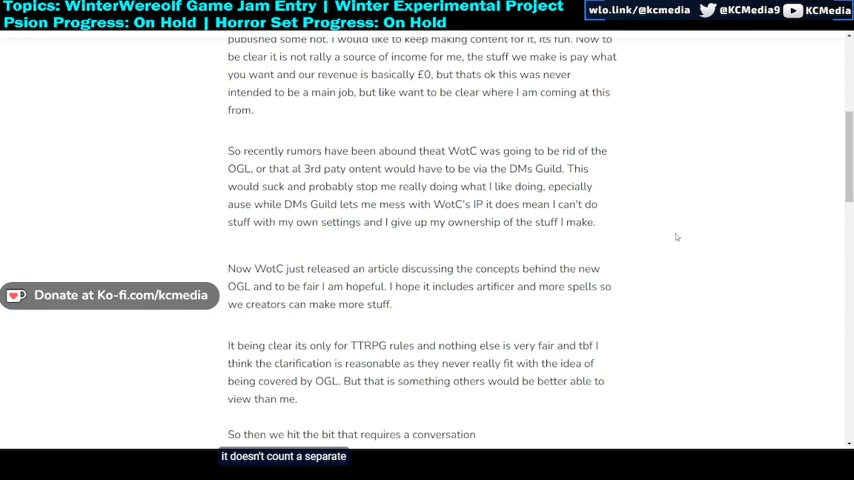 Topics: WinterWereolf Game Jam Entry | Winter Experimental Project
Psion Progress: On Hold | Horror Set Progress: On Hold
wlo.link/@kcmedia @KCMedia9 KCMedia
published some not. I would like to keep making content for it, its fun. Now to
be clear it is not rally a source of income for me, the stuff we make is pay what
you want and our revenue is basically £0, but thats ok this was never
intended to be a main job, but like want to be clear where I am coming at this
from.
So recently rumors have been abound theat WotC was going to be rid of the
OGL, or that al 3rd paty ontent would have to be via the DMs Guild. This
would suck and probably stop me really doing what I like doing, epecially
ause while DMs Guild lets me mess with WotC's IP it does mean I can't do
stuff with my own settings and I give up my ownership of the stuff I make.
Now WotC just released an article discussing the concepts behind the new
OGL and to be fair I am hopeful. I hope it includes artificer and more spells so
we creators can make more stuff.
Donate at Ko-fi.com/kcmedia
It being clear its only for TTRPG rules and nothing else is very fair and tbf I
think the clarification is reasonable as they never really fit with the idea of
being covered by OGL. But that is something others would be better able to
view than me.
So then we hit the bit that requires a conversation
it doesn't count a separate